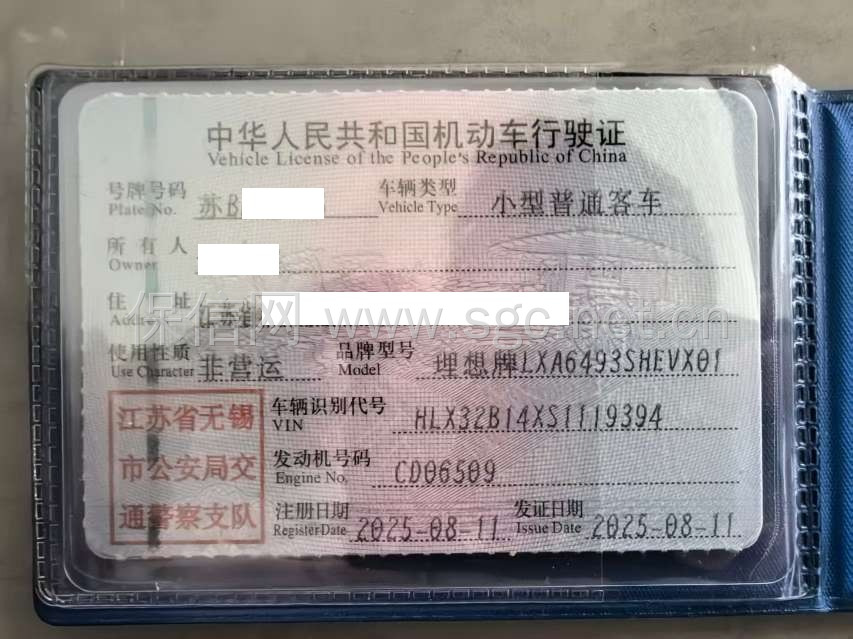 中华人民共和国机动车行驶证
Vehicle License of the People's Republic of China
号牌号码 苏B 车辆类型 小型普通客车
Plate No. Vehicle Type
所有人
Owner
住 址 江苏省
使用性质 非营运 品牌型号 理想牌LXA6493SHEVX01
Use Character Model
江苏省无锡
市公安局交
通警察支队
车辆识别代号 HLX32B14XS1119394
VIN
发动机号码 CD06509
Engine No.
注册日期 2025-08-11 发证日期 2025-08-11
Register Date Issue Date
保信网 www.sgc.net.cn